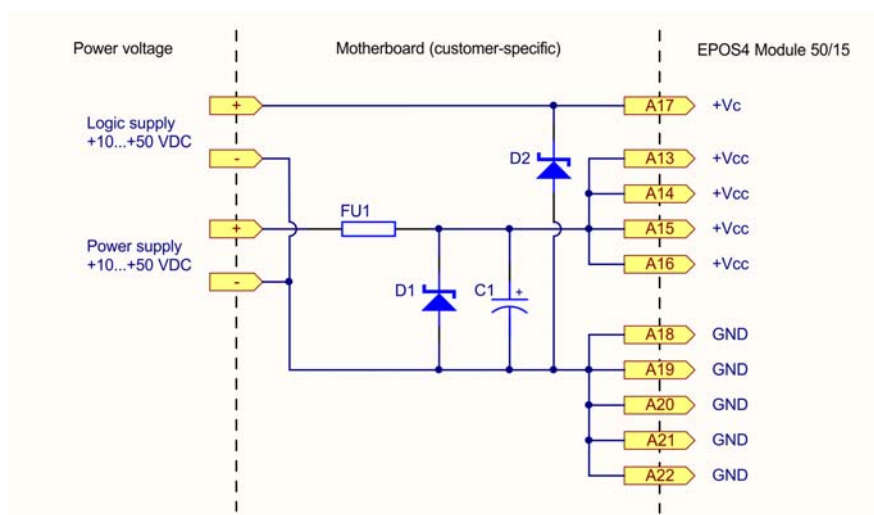 Power voltage
Motherboard (customer-specific)
EPOS4 Module 50/15
+
A17
+Vc
Logic supply
+10...+50 VDC
-
D2
A13
+Vcc
A14
+Vcc
FU1
+
A15
+Vcc
Power supply
+10...+50 VDC
A16
+Vcc
-
D1
C1
+
A18
GND
A19
GND
A20
GND
A21
GND
A22
GND